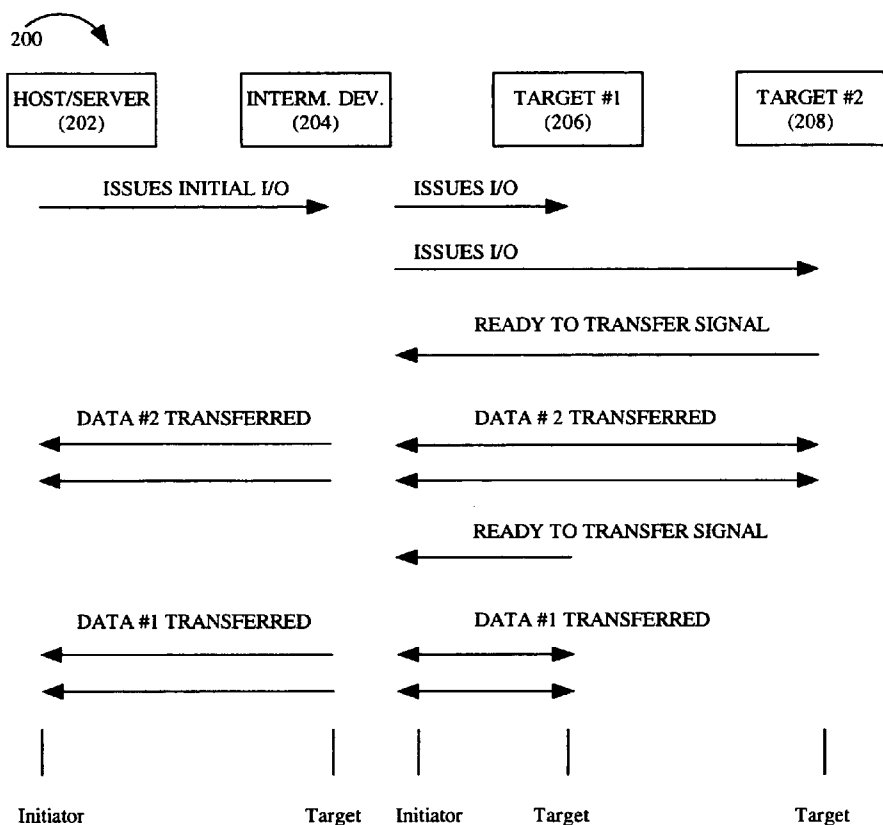 200
HOST/SERVER
(202)
INTERM. DEV.
(204)
TARGET #1
(206)
TARGET #2
(208)
ISSUES INITIAL I/O
ISSUES I/O
ISSUES I/O
READY TO TRANSFER SIGNAL
DATA #2 TRANSFERRED
DATA # 2 TRANSFERRED
READY TO TRANSFER SIGNAL
DATA #1 TRANSFERRED
DATA #1 TRANSFERRED
Initiator
Target
Initiator
Target
Target